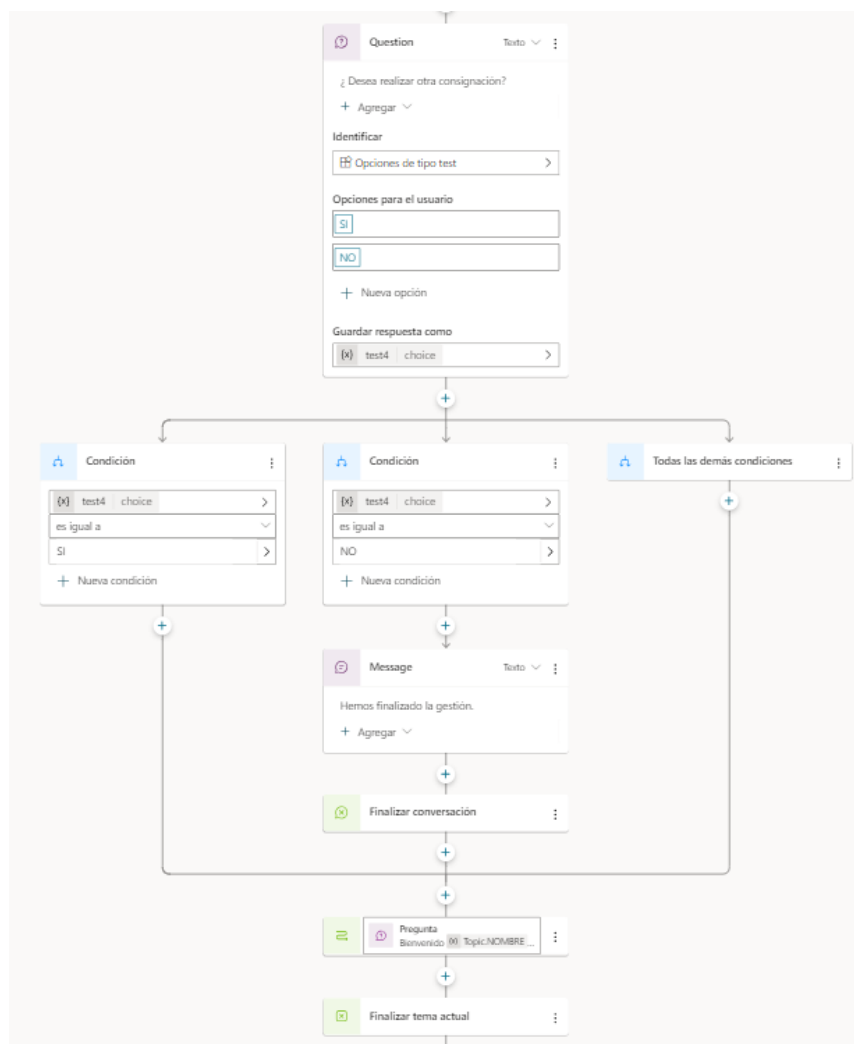 Question
Texto
¿ Desea realizar otra consignación?
+ Agregar
Identificar
Opciones de tipo test
Opciones para el usuario
SI
NO
+ Nueva opción
Guardar respuesta como
{x} test4 choice
Condición
{x} test4 choice
es igual a
SI
+ Nueva condición
Condición
{x} test4 choice
es igual a
NO
+ Nueva condición
Todas las demás condiciones
Message
Texto
Hemos finalizado la gestión.
+ Agregar
Finalizar conversación
Pregunta
Bienvenido {x} Topic.NOMBRE ...
Finalizar tema actual